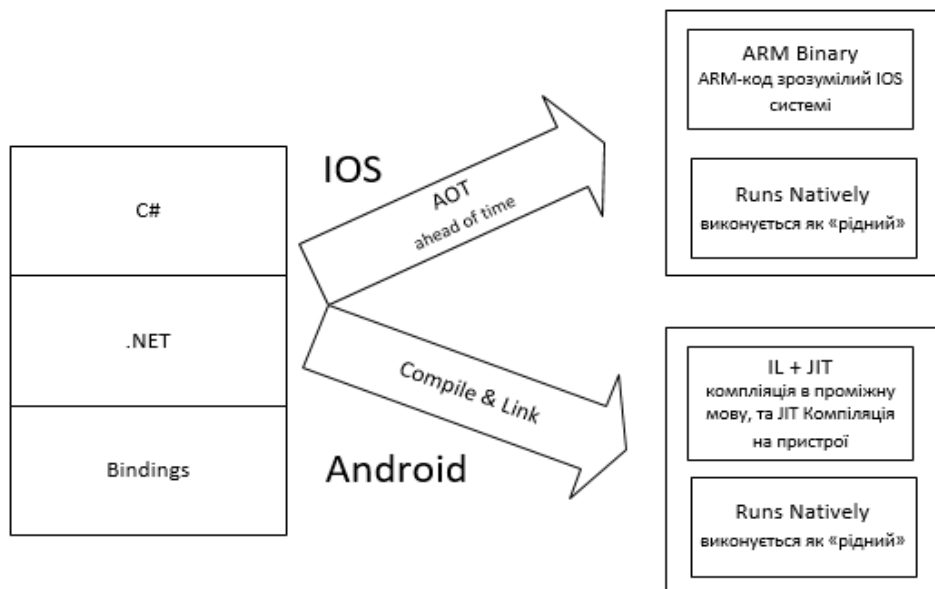 C#
.NET
Bindings
IOS
AOT
ahead of time
Compile & Link
Android
ARM Binary
ARM-код зрозумілий IOS
системі
Runs Natively
виконується як «рідний»
IL + JIT
компліяція в проміжну
мову, та JIT Компіляція
на пристрої
Runs Natively
виконується як «рідний»